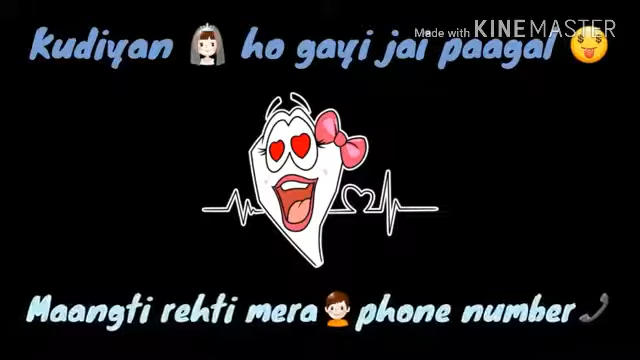 Made with KINEMASTER
Kudiyan 👰 ho gayi jai paagal 🤑
Maangti rehti mera 👦 phone number 📞